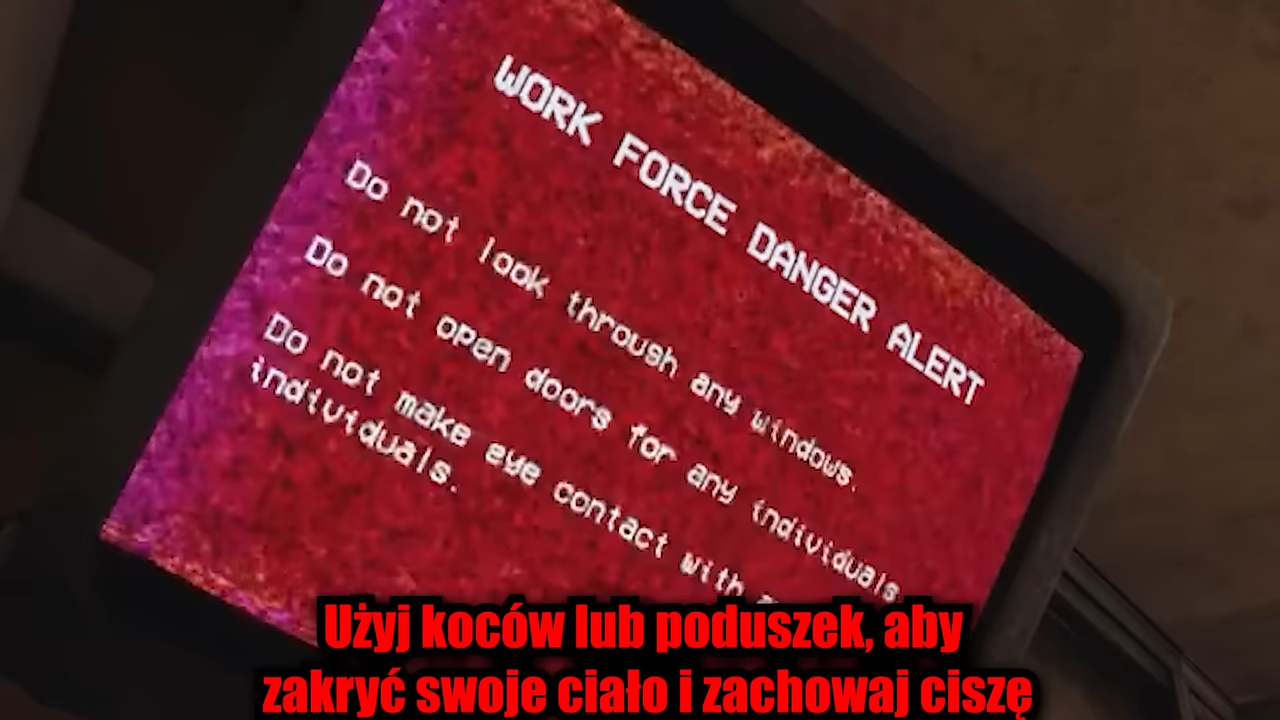 WORK FORCE DANGER ALERT
Do not look through any windows.
Do not open doors for any individuals
Do not make eye contact with
individuals.
Użyj koców lub poduszek, aby
zakryć swoje ciało i zachowaj ciszę